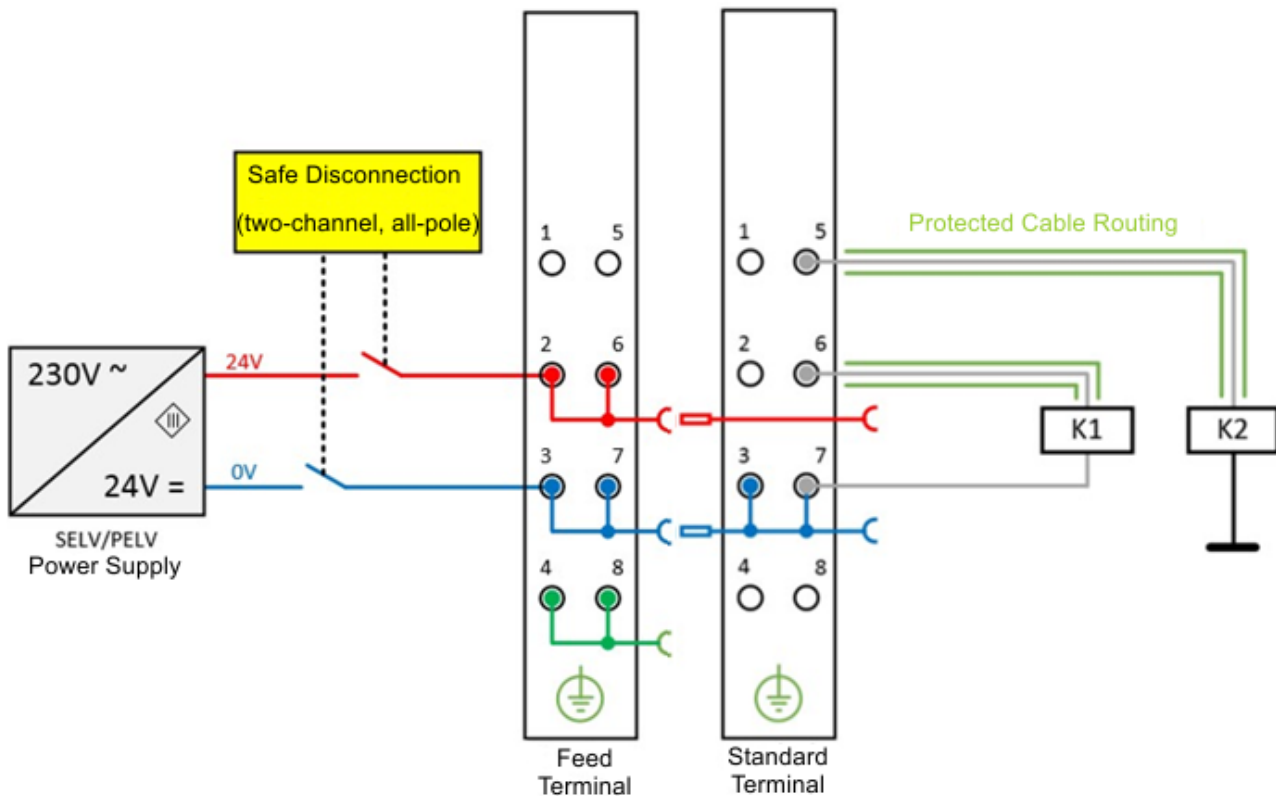 Safe Disconnection
(two-channel, all-pole)
230V ~
III
24V =
SELV/PELV
Power Supply
24V
0V
1 5
2 6
3 7
4 8
Feed
Terminal
1 5
2 6
3 7
4 8
Standard
Terminal
Protected Cable Routing
K1
K2